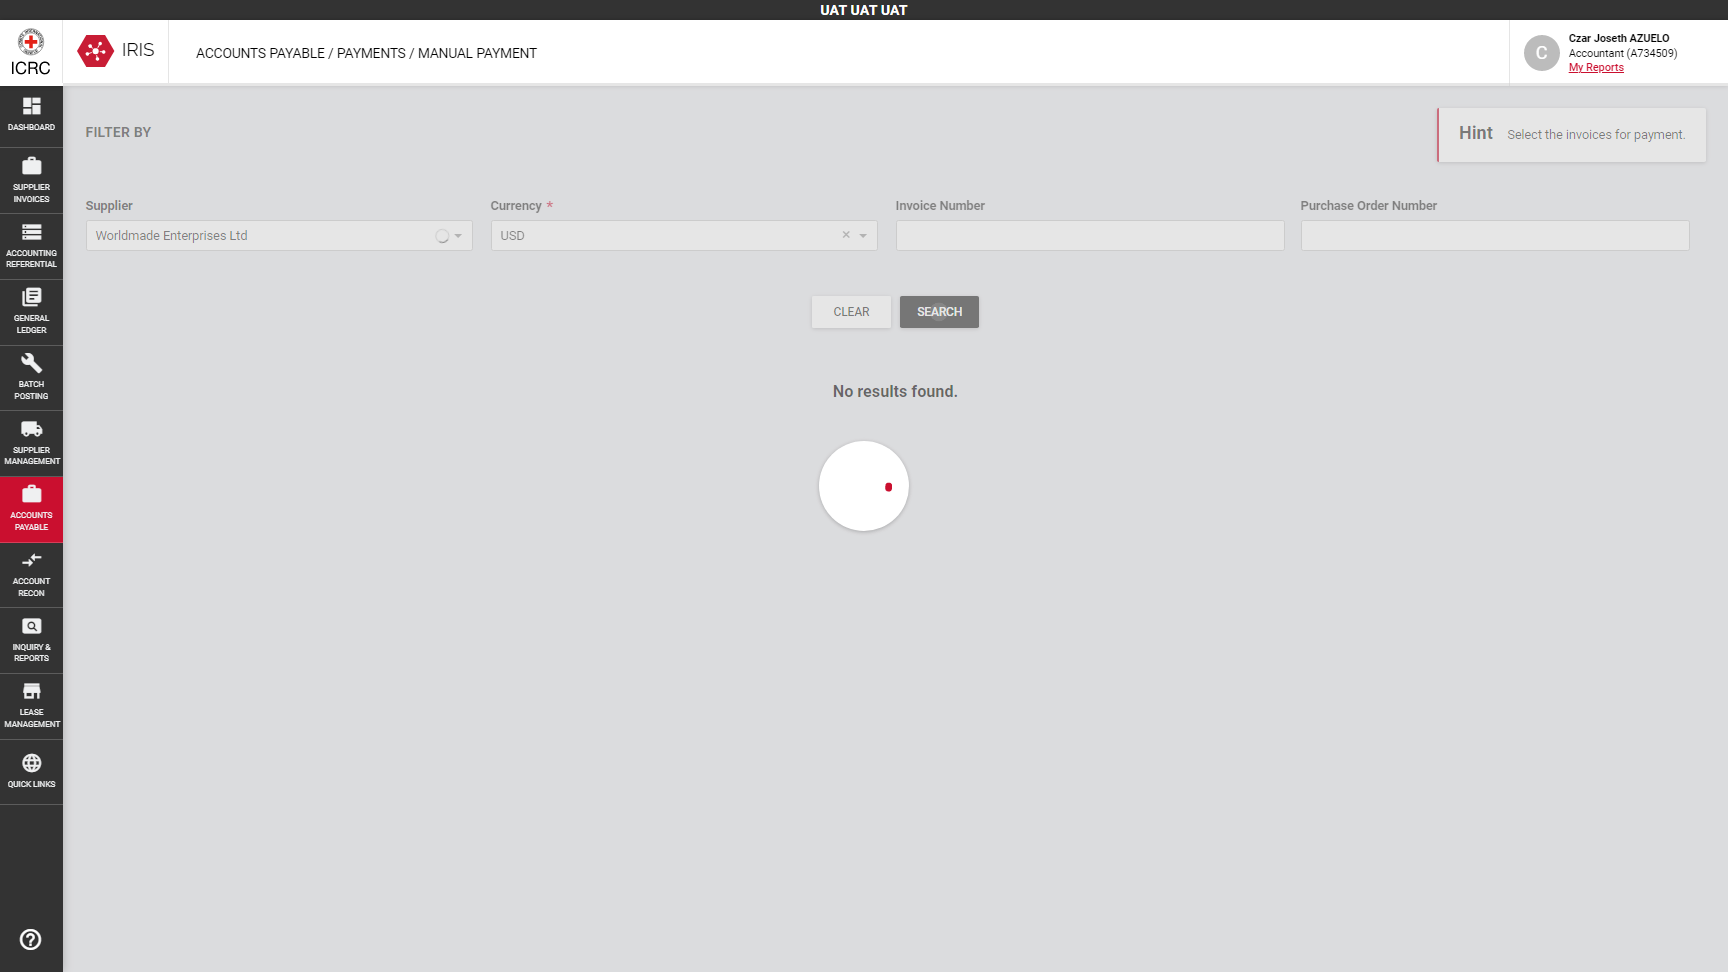 UAT UAT UAT
ICRC
IRIS
ACCOUNTS PAYABLE / PAYMENTS / MANUAL PAYMENT
C
Czar Joseth AZUELO
Accountant (A734509)
My Reports
DASHBOARD
SUPPLIER
INVOICES
ACCOUNTING
REFERENTIAL
GENERAL
LEDGER
BATCH
POSTING
SUPPLIER
MANAGEMENT
ACCOUNTS
PAYABLE
ACCOUNT
RECON
INQUIRY &
REPORTS
LEASE
MANAGEMENT
QUICK LINKS
FILTER BY
Hint Select the invoices for payment.
Supplier
Worldmade Enterprises Ltd
Currency *
USD
Invoice Number
Purchase Order Number
CLEAR
SEARCH
No results found.